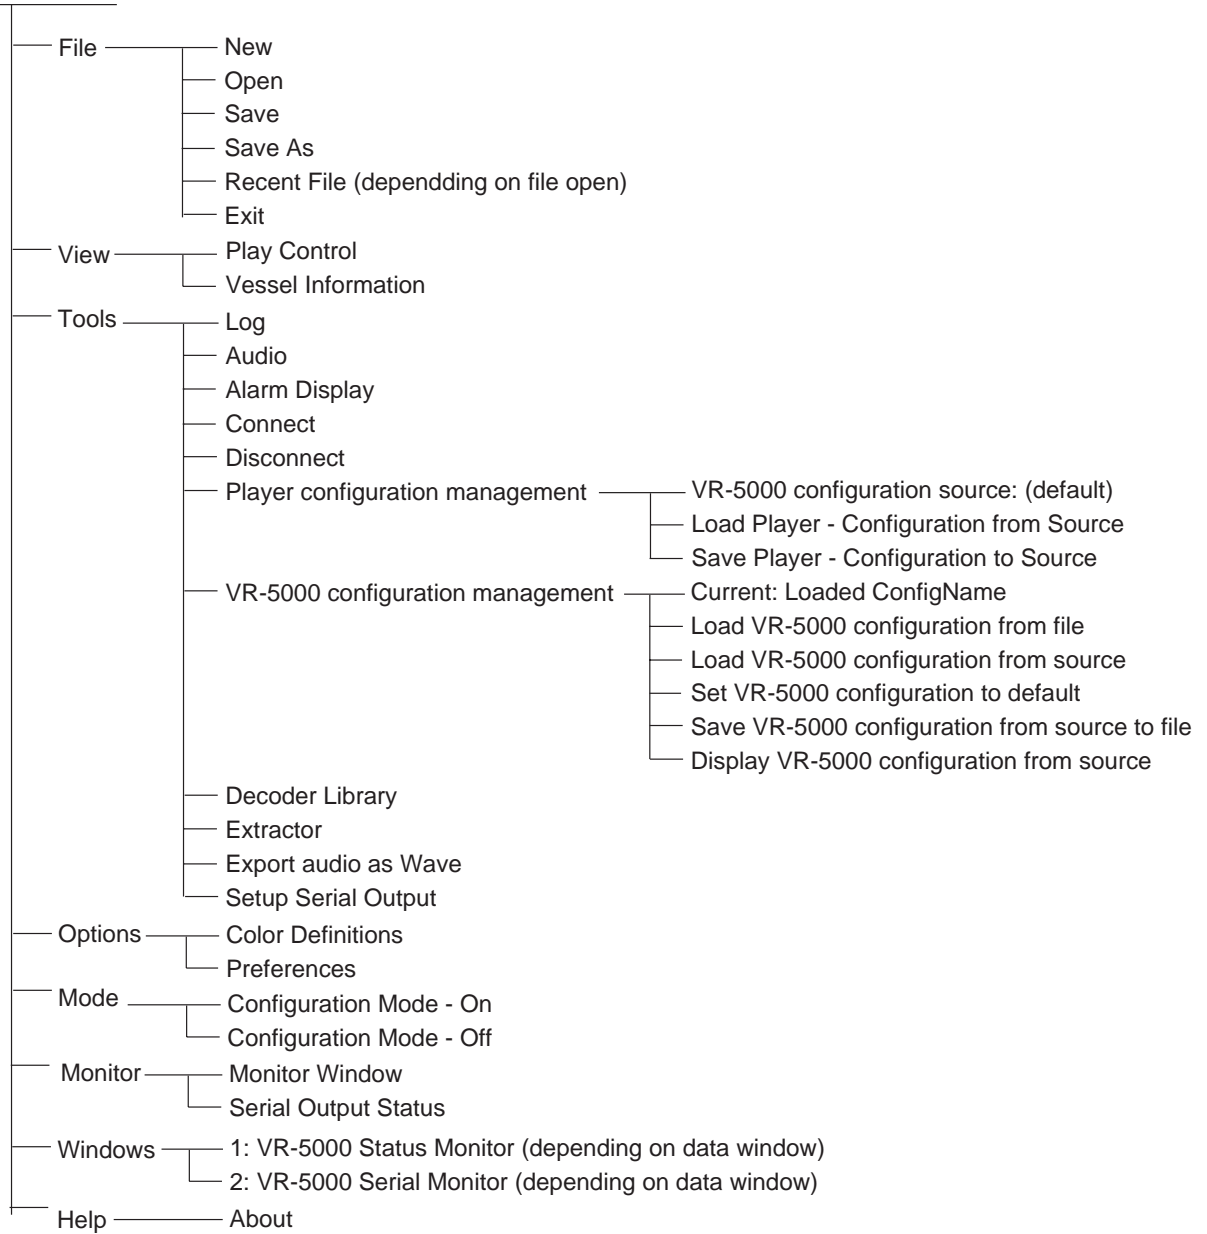 File
New
Open
Save
Save As
Recent File (dependding on file open)
Exit
View
Play Control
Vessel Information
Tools
Log
Audio
Alarm Display
Connect
Disconnect
Player configuration management
VR-5000 configuration source: (default)
Load Player - Configuration from Source
Save Player - Configuration to Source
VR-5000 configuration management
Current: Loaded ConfigName
Load VR-5000 configuration from file
Load VR-5000 configuration from source
Set VR-5000 configuration to default
Save VR-5000 configuration from source to file
Display VR-5000 configuration from source
Decoder Library
Extractor
Export audio as Wave
Setup Serial Output
Options
Color Definitions
Preferences
Mode
Configuration Mode - On
Configuration Mode - Off
Monitor
Monitor Window
Serial Output Status
Windows
1: VR-5000 Status Monitor (depending on data window)
2: VR-5000 Serial Monitor (depending on data window)
Help
About